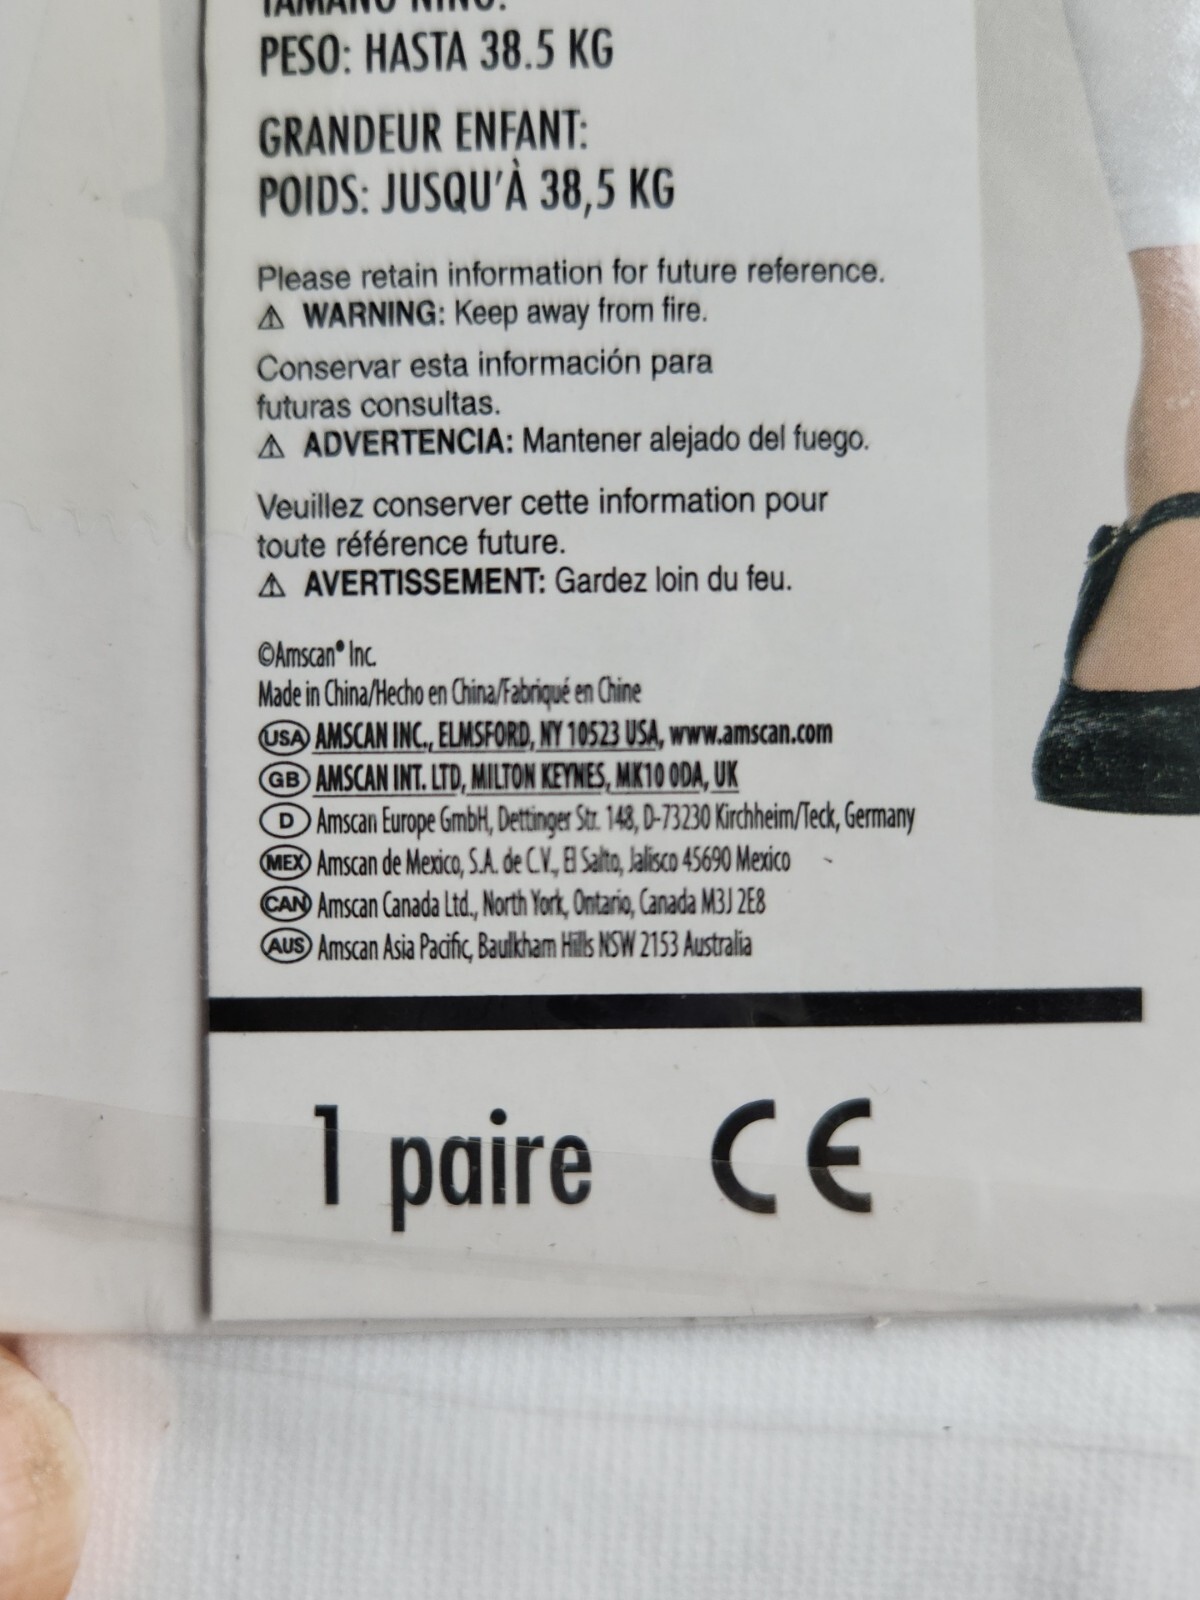 TAMAÑO NIÑO:
PESO: HASTA 38.5 KG
GRANDEUR ENFANT:
POIDS: JUSQU'À 38,5 KG
Please retain information for future reference.
⚠ WARNING: Keep away from fire.
Conservar esta información para
futuras consultas.
⚠ ADVERTENCIA: Mantener alejado del fuego.
Veuillez conserver cette information pour
toute référence future.
⚠ AVERTISSEMENT: Gardez loin du feu.
©Amscan® Inc.
Made in China/Hecho en China/Fabriqué en Chine
USA AMSCAN INC., ELMSFORD, NY 10523 USA, www.amscan.com
GB AMSCAN INT. LTD, MILTON KEYNES, MK10 0DA, UK
D Amscan Europe GmbH, Dettinger Str. 148, D-73230 Kirchheim/Teck, Germany
MEX Amscan de Mexico, S.A. de C.V., El Salto, Jalisco 45690 Mexico
CAN Amscan Canada Ltd., North York, Ontario, Canada M3J 2E8
AUS Amscan Asia Pacific, Baulkham Hills NSW 2153 Australia
1 paire CE